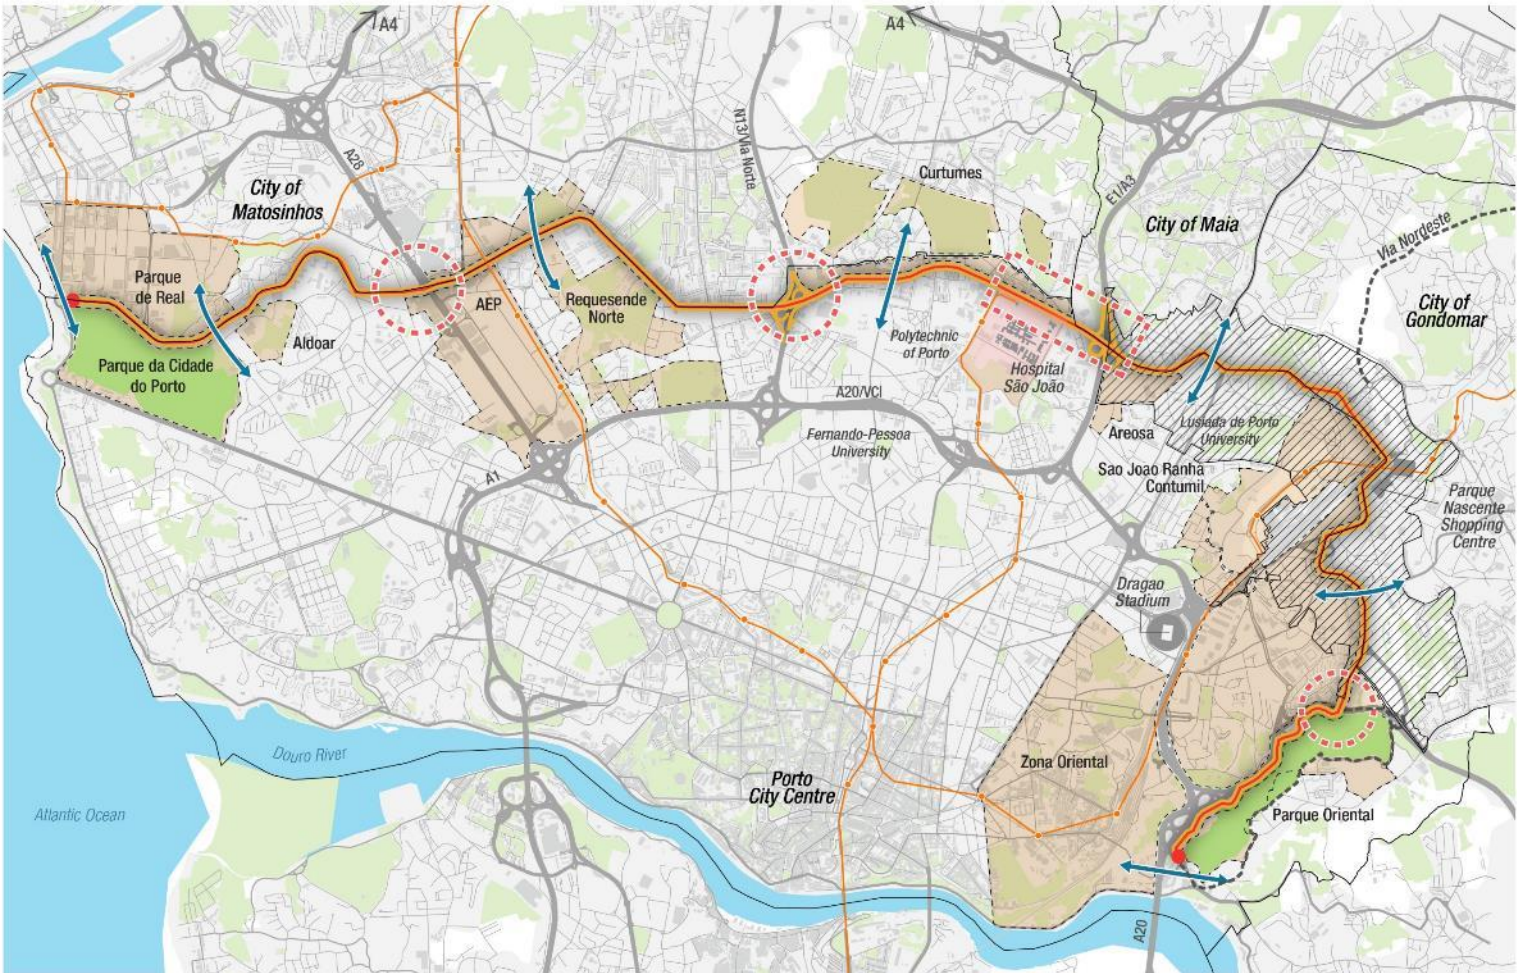 A4
A4
N13/Via Norte
A28
City of
Matosinhos
Curtumes
E1/A3
City of Maia
Via Nordeste
Parque
de Real
AEP
Requesende
Norte
City of
Gondomar
Aldoar
Polytechnic
of Porto
Parque da Cidade
do Porto
Hospital
São João
A20/VCI
Fernando-Pessoa
University
Areosa
Lusiada de Porto
University
A1
Sao Joao Ranha
Contumil
Parque
Nascente
Shopping
Centre
Dragao
Stadium
Douro River
Zona Oriental
Porto
City Centre
Atlantic Ocean
Parque Oriental
A20